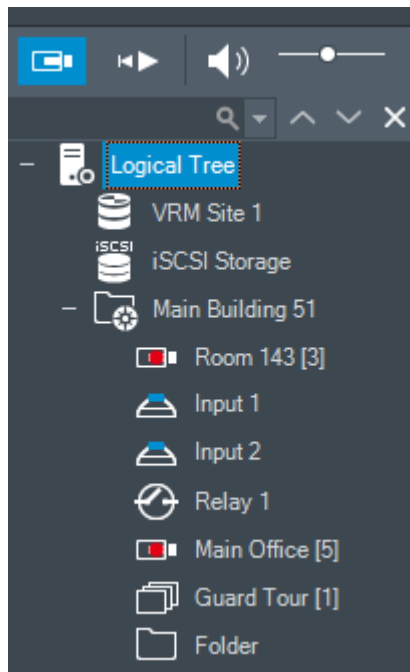 Logical Tree
VRM Site 1
iSCSI
iSCSI Storage
Main Building 51
Room 143 [3]
Input 1
Input 2
Relay 1
Main Office [5]
Guard Tour [1]
Folder